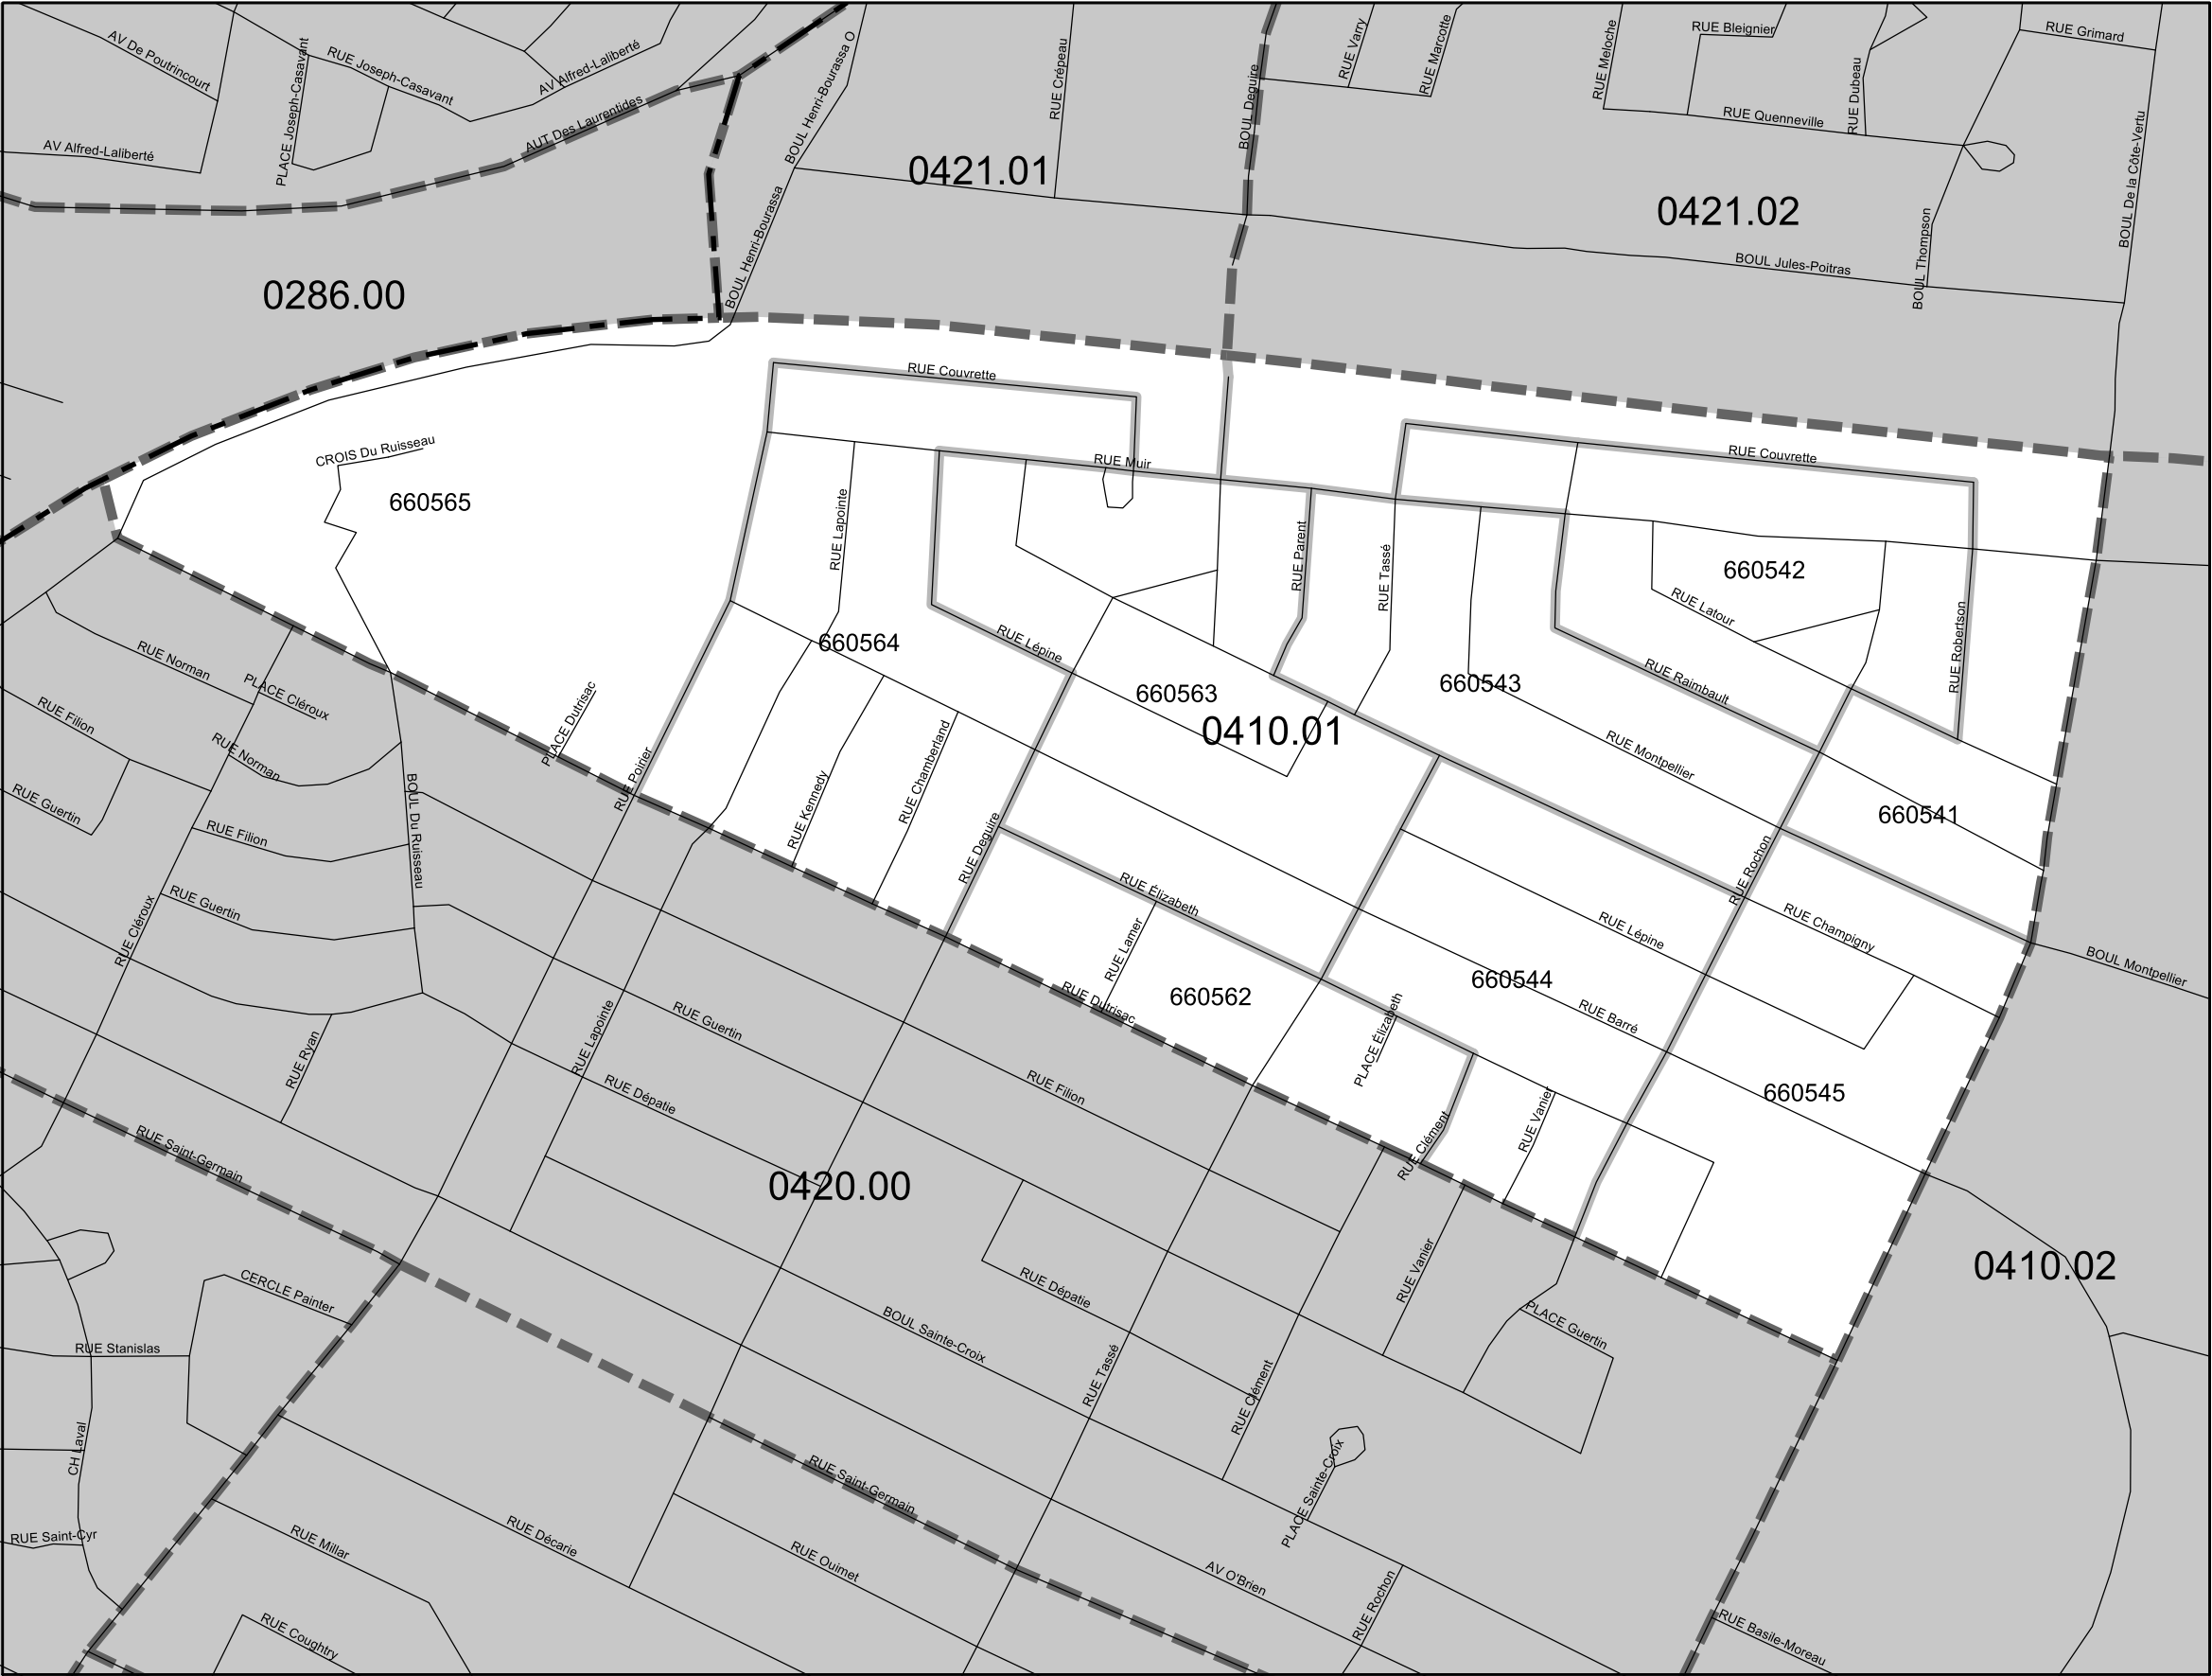 AV De Poutrincourt
PLACE Joseph-Casavant
RUE Joseph-Casavant
AV Alfred-Laliberté
AV Alfred-Laliberté
AUT Des Laurentides
BOUL Henri-Bourassa O
RUE Crépeau
BOUL Deguire
RUE Varry
RUE Marcotte
RUE Meloche
RUE Bleignier
RUE Dubeau
RUE Quenneville
RUE Grimard
BOUL De la Côte-Vertu
0421.01
0421.02
BOUL Henri-Bourassa
BOUL Jules-Poitras
BOUL Thompson
0286.00
RUE Couvrette
CROIS Du Ruisseau
660565
RUE Muir
RUE Couvrette
RUE Lapointe
RUE Parent
RUE Tassé
660542
RUE Latour
RUE Robertson
660564
RUE Lépine
660563
660543
RUE Raimbault
0410.01
RUE Montpellier
RUE Norman
PLACE Cléroux
RUE Filion
RUE Norman
PLACE Dutrisac
RUE Poirier
RUE Kennedy
RUE Chamberland
RUE Deguire
660541
RUE Guertin
RUE Filion
BOUL Du Ruisseau
RUE Rochon
RUE Élizabeth
RUE Guertin
RUE Cléroux
RUE Lamer
RUE Lépine
RUE Champigny
BOUL Montpellier
660562
660544
RUE Dutrisac
RUE Barré
PLACE Élizabeth
RUE Ryan
RUE Lapointe
RUE Guertin
RUE Dépatie
RUE Filion
660545
RUE Clément
RUE Vanier
RUE Saint-Germain
0420.00
0410.02
CERCLE Painter
RUE Stanislas
RUE Dépatie
RUE Vanier
PLACE Guertin
BOUL Sainte-Croix
RUE Tassé
RUE Clément
CH Laval
RUE Saint-Germain
PLACE Sainte-Croix
RUE Saint-Cyr
RUE Millar
RUE Décarie
RUE Ouimet
AV O'Brien
RUE Rochon
RUE Coughtry
RUE Basile-Moreau